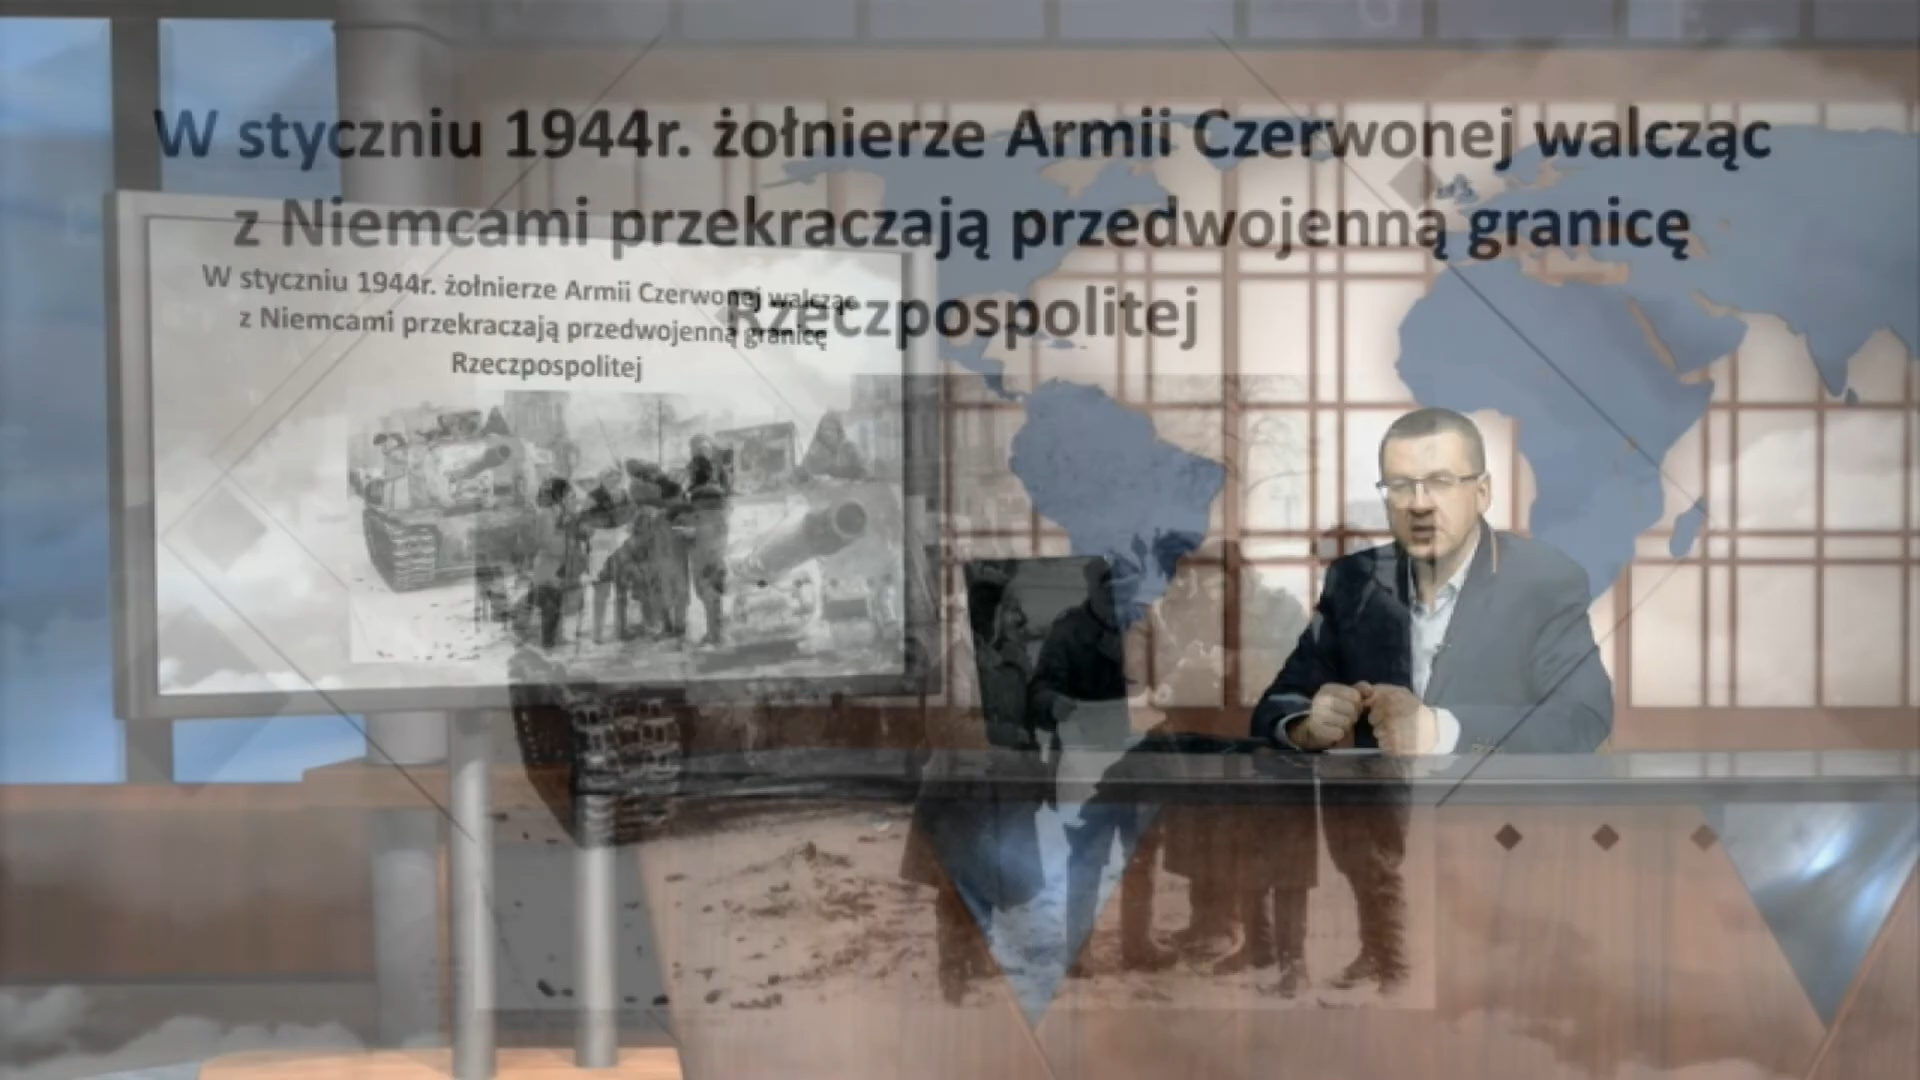 W styczniu 1944r. żołnierze Armii Czerwonej walcząc
z Niemcami przekraczają przedwojenną granicę
Rzeczpospolitej
W styczniu 1944r. żołnierze Armii Czerwonej walcząc
z Niemcami przekraczają przedwojenną granicę
Rzeczpospolitej